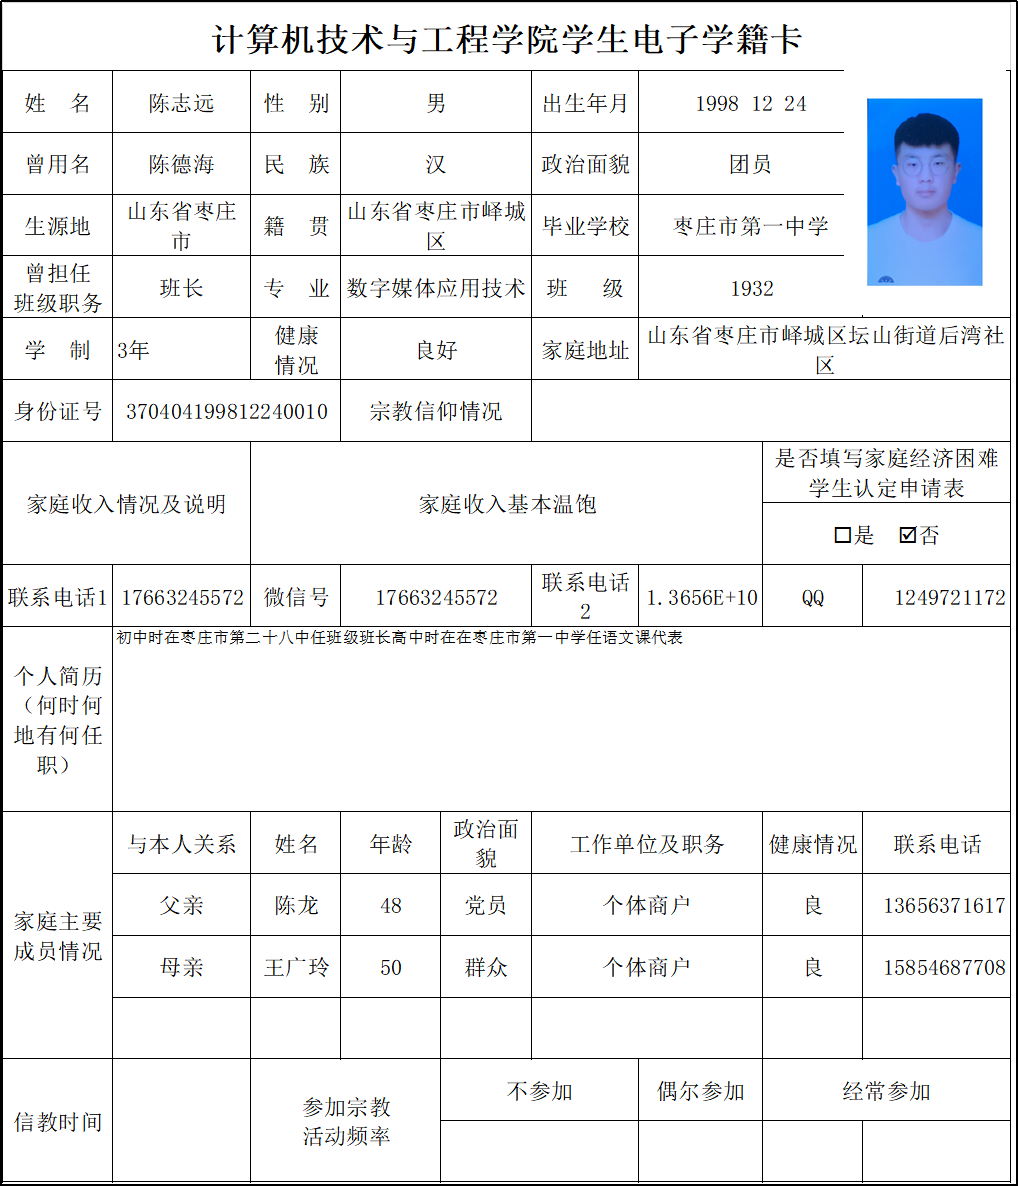 计算机技术与工程学院学生电子学籍卡
姓 名 陈志远 性 别 男 出生年月 1998 12 24
曾用名 陈德海 民 族 汉 政治面貌 团员
生源地 山东省枣庄市 籍 贯 山东省枣庄市峄城区 毕业学校 枣庄市第一中学
曾担任班级职务 班长 专 业 数字媒体应用技术 班 级 1932
学 制 3年 健康情况 良好 家庭地址 山东省枣庄市峄城区坛山街道后湾社区
身份证号 370404199812240010 宗教信仰情况
家庭收入情况及说明 家庭收入基本温饱 是否填写家庭经济困难学生认定申请表
☐是 ☑否
联系电话1 17663245572 微信号 17663245572 联系电话2 1.3656E+10 QQ 1249721172
个人简历（何时何地有何任职） 初中时在枣庄市第二十八中任班级班长高中时在在枣庄市第一中学任语文课代表
家庭主要成员情况 与本人关系 姓名 年龄 政治面貌 工作单位及职务 健康情况 联系电话
父亲 陈龙 48 党员 个体商户 良 13656371617
母亲 王广玲 50 群众 个体商户 良 15854687708
信教时间 参加宗教活动频率 不参加 偶尔参加 经常参加